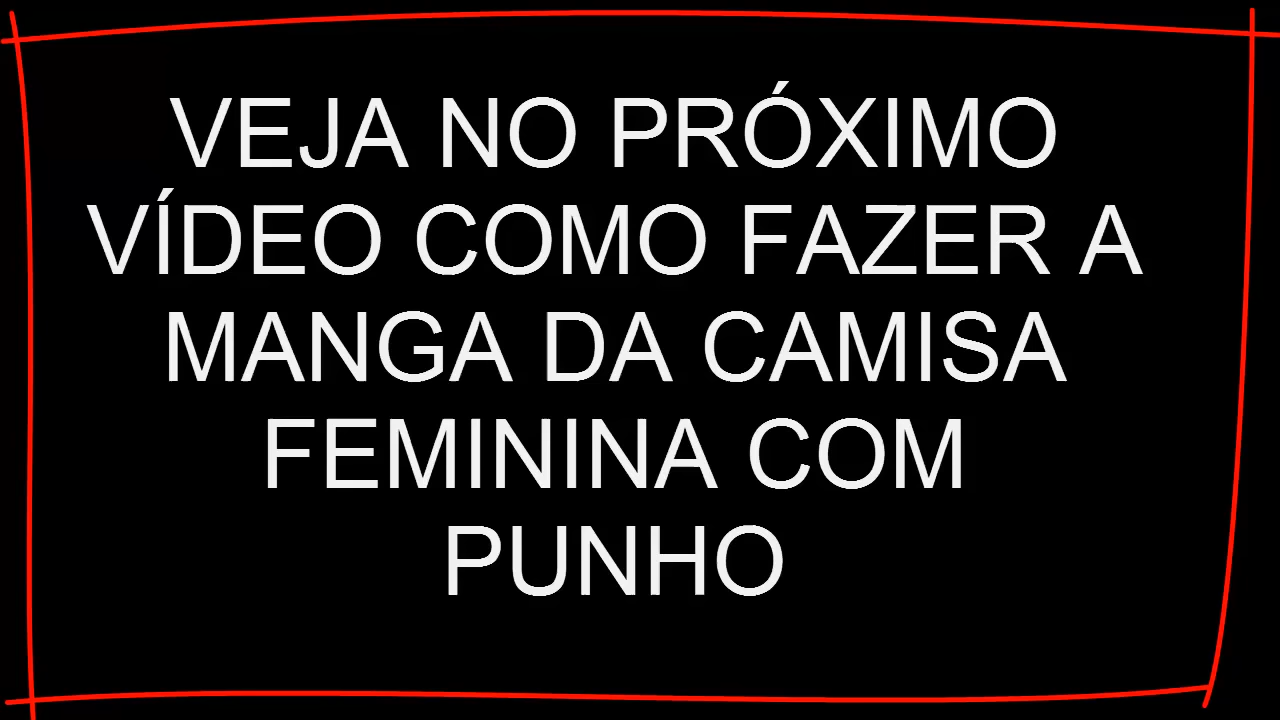 VEJA NO PRÓXIMO
VÍDEO COMO FAZER A
MANGA DA CAMISA
FEMININA COM
PUNHO